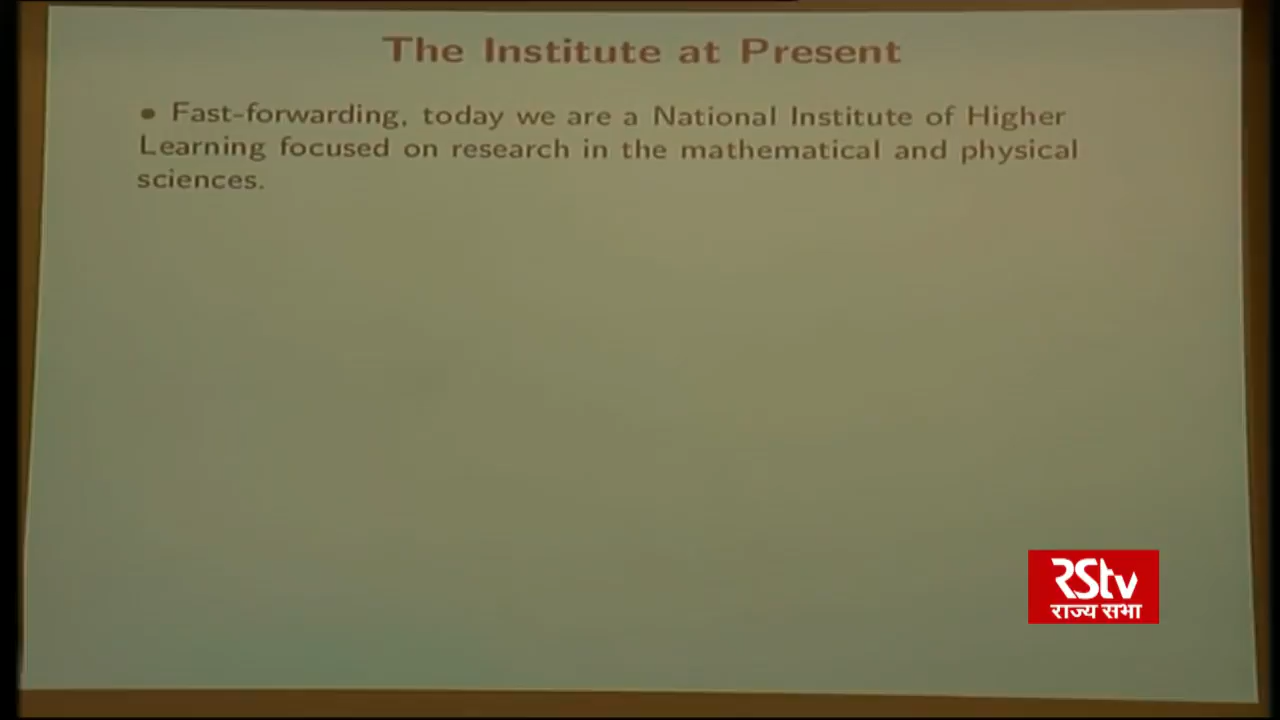 The Institute at Present
• Fast-forwarding, today we are a National Institute of Higher
Learning focused on research in the mathematical and physical
sciences.
RStv
राज्य सभा